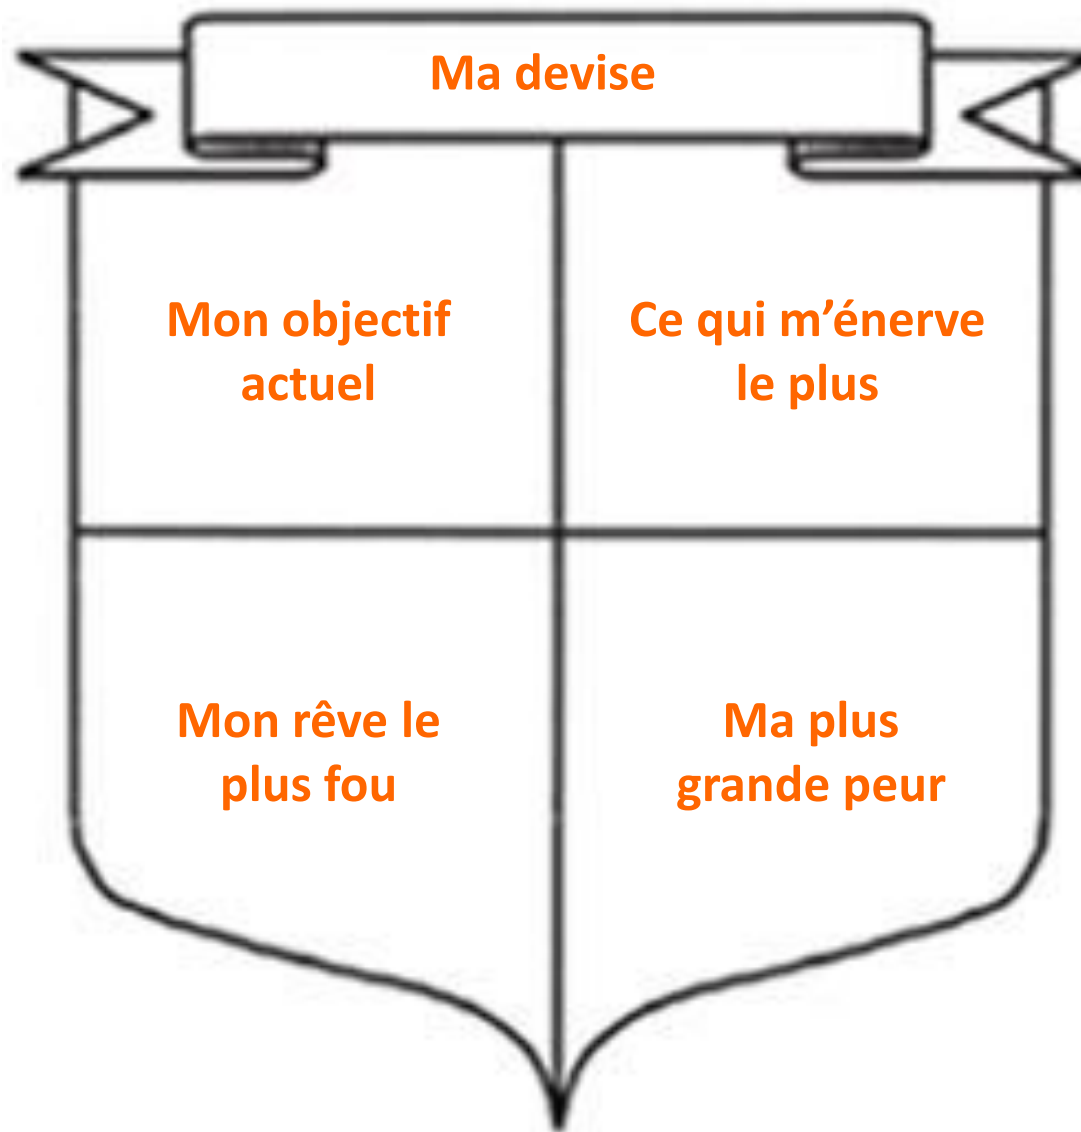 Ma devise
Mon objectif
actuel
Ce qui m’énerve
le plus
Mon rêve le
plus fou
Ma plus
grande peur